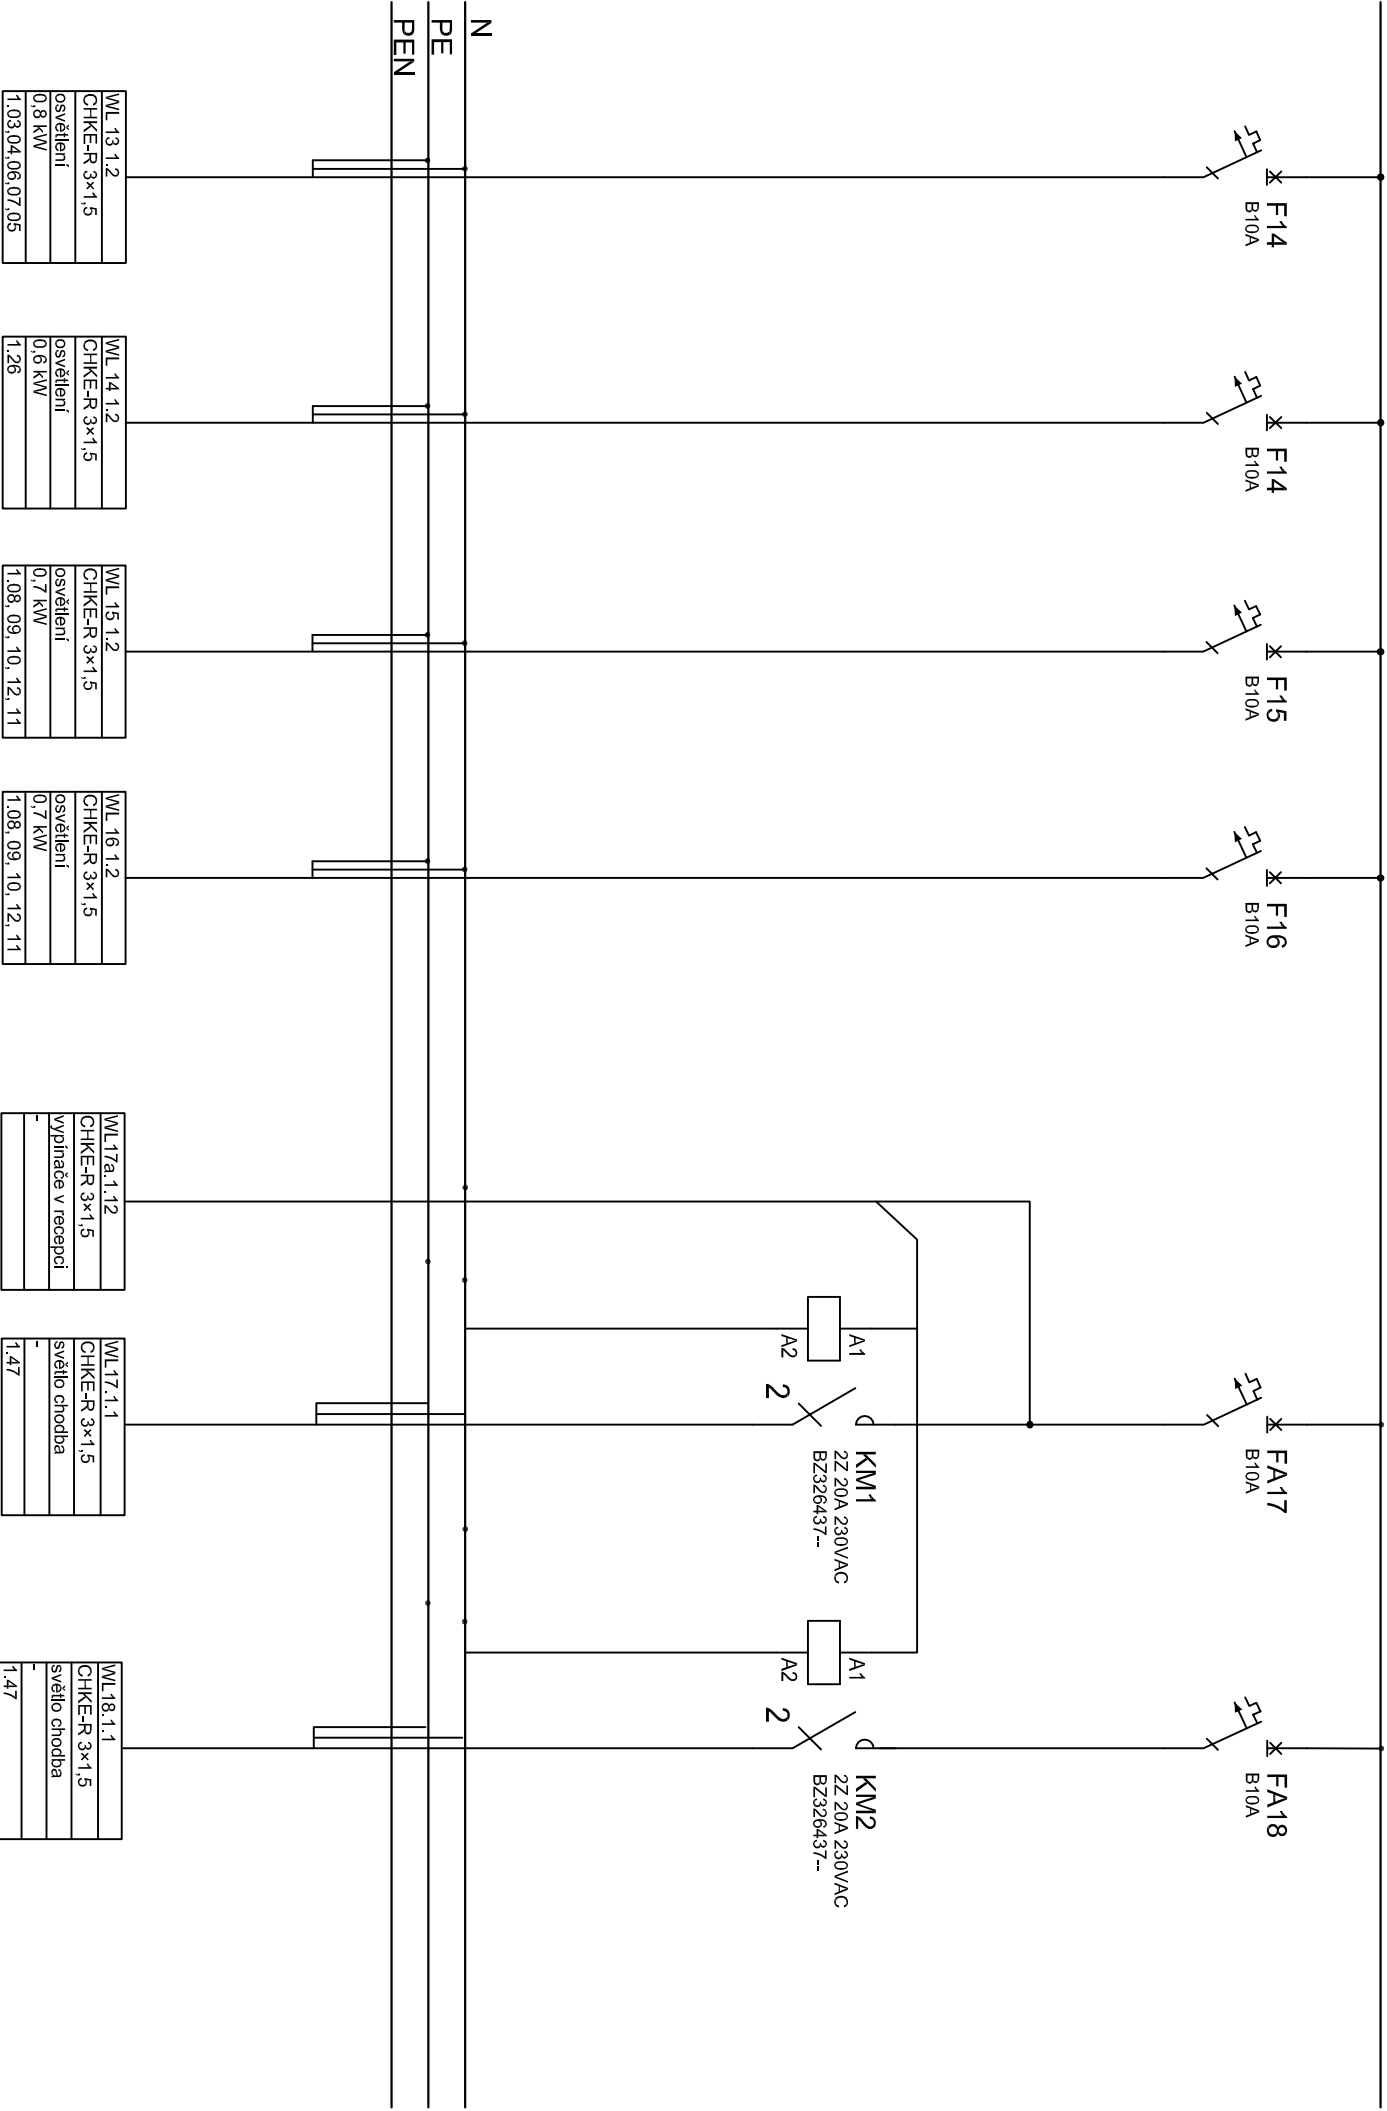 F14
B10A
F14
B10A
F15
B10A
F16
B10A
FA17
B10A
FA18
B10A
A1
A2
2
KM1
2Z 20A 230VAC
BZ326437--
A1
A2
2
KM2
2Z 20A 230VAC
BZ326437--
N
PE
PEN
WL 13 1.2
CHKE-R 3×1,5
osvětlení
0,8 kW
1.03,04,06,07,05
WL 14 1.2
CHKE-R 3×1,5
osvětlení
0,6 kW
1.26
WL 15 1.2
CHKE-R 3×1,5
osvětlení
0,7 kW
1.08, 09, 10, 12, 11
WL 16 1.2
CHKE-R 3×1,5
osvětlení
0,7 kW
1.08, 09, 10, 12, 11
WL17a.1.12
CHKE-R 3×1,5
vypínače v recepci
-
WL17.1.1
CHKE-R 3×1,5
světlo chodba
-
1.47
WL18.1.1
CHKE-R 3×1,5
světlo chodba
-
1.47